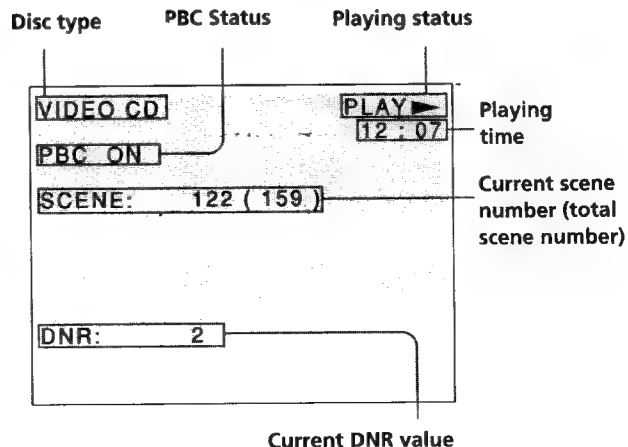 Disc type
PBC Status
Playing status
VIDEO CD
PLAY ►
12 : 07
Playing
time
PBC ON
SCENE: 122 ( 159 )
Current scene
number (total
scene number)
DNR: 2
Current DNR value